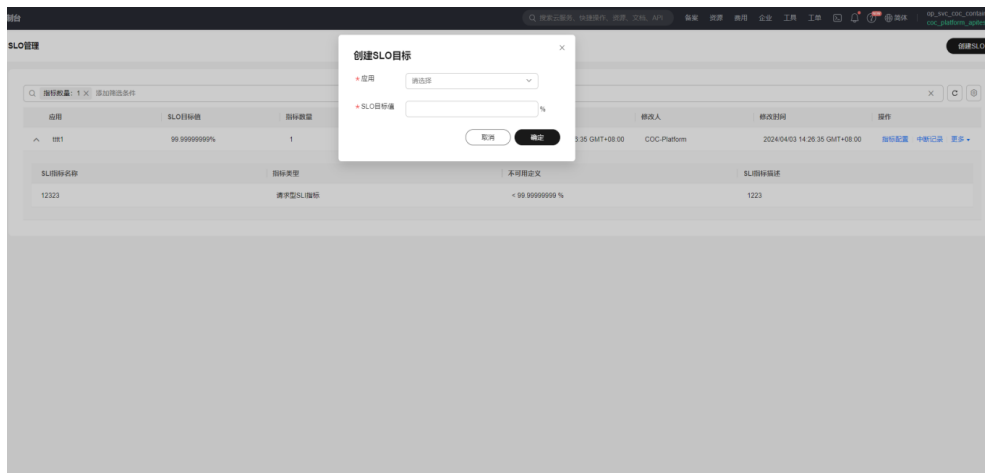 制台 搜索云服务、快捷操作、资源、文档、API 备案 资源 费用 企业 工具 工单 简体 op_svc_coc_contai
coc_platform_apites
SLO管理 创建SLO
创建SLO目标
* 应用 请选择
* SLO目标值 %
取消 确定
指标数量: 1 × 添加筛选条件
应用 SLO目标值 指标数量 修改人 修改时间 操作
ttt1 99.99999999% 1 5:35 GMT+08:00 COC-Platform 2024/04/03 14:26:35 GMT+08:00 指标配置 中断记录 更多
SLI指标名称 指标类型 不可用定义 SLI指标描述
12323 请求型SLI指标 < 99.99999999 % 1223